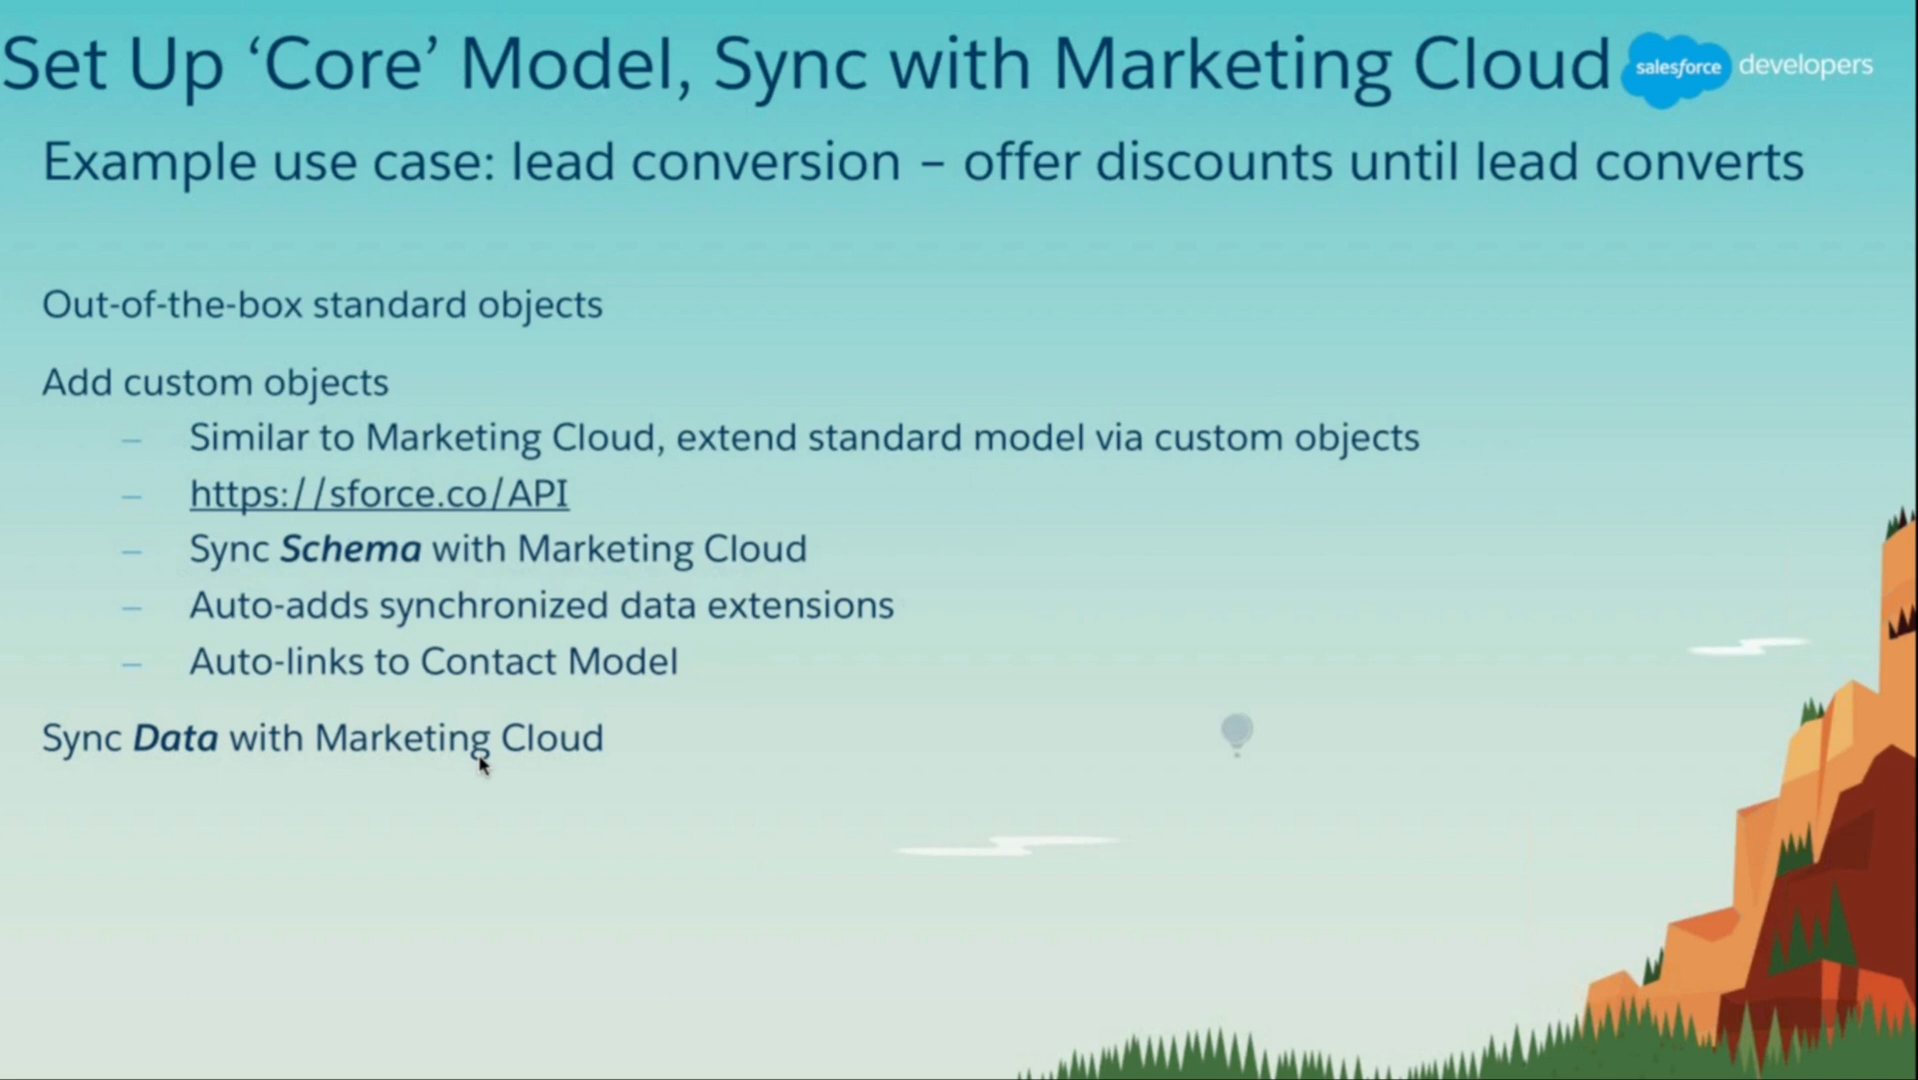 Set Up ‘Core’ Model, Sync with Marketing Cloud
salesforce developers
Example use case: lead conversion – offer discounts until lead converts
Out-of-the-box standard objects
Add custom objects
– Similar to Marketing Cloud, extend standard model via custom objects
– https://sforce.co/API
– Sync Schema with Marketing Cloud
– Auto-adds synchronized data extensions
– Auto-links to Contact Model
Sync Data with Marketing Cloud